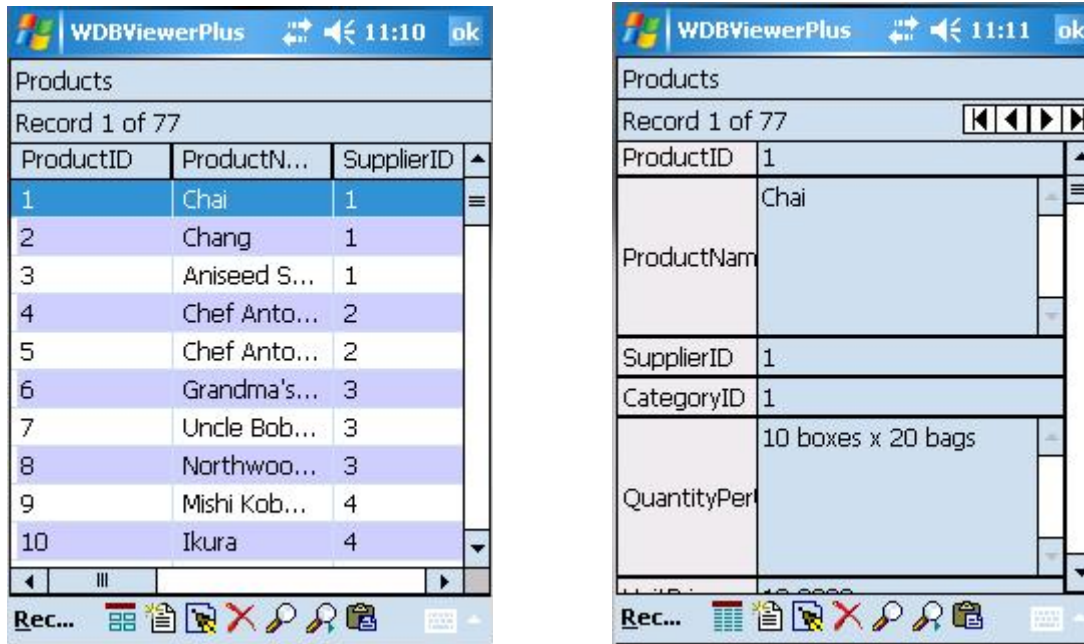 WDBViewerPlus 11:10 ok
Products
Record 1 of 77
ProductID ProductN... SupplierID
1 Chai 1
2 Chang 1
3 Aniseed S... 1
4 Chef Anto... 2
5 Chef Anto... 2
6 Grandma's... 3
7 Uncle Bob... 3
8 Northwoo... 3
9 Mishi Kob... 4
10 Ikura 4
Rec...
WDBViewerPlus 11:11 ok
Products
Record 1 of 77
ProductID 1
ProductNam Chai
SupplierID 1
CategoryID 1
QuantityPer 10 boxes x 20 bags
Rec...